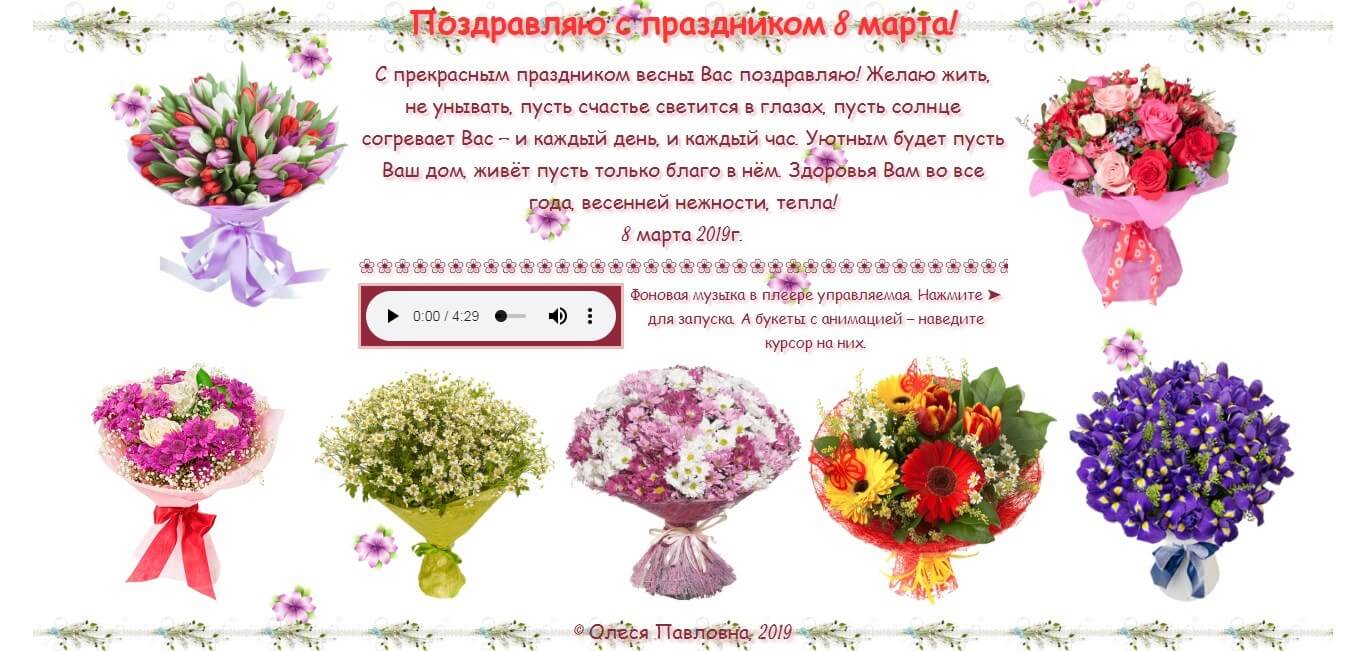 Поздравляю с праздником 8 марта!
С прекрасным праздником весны Вас поздравляю! Желаю жить,
не унывать, пусть счастье светится в глазах, пусть солнце
согревает Вас – и каждый день, и каждый час. Уютным будет пусть
Ваш дом, живёт пусть только благо в нём. Здоровья Вам во все
года, весенней нежности, тепла!
8 марта 2019г.
0:00 / 4:29
Фоновая музыка в плеере управляемая. Нажмите ➤
для запуска. А букеты с анимацией – наведите
курсор на них.
© Олеся Павловна, 2019